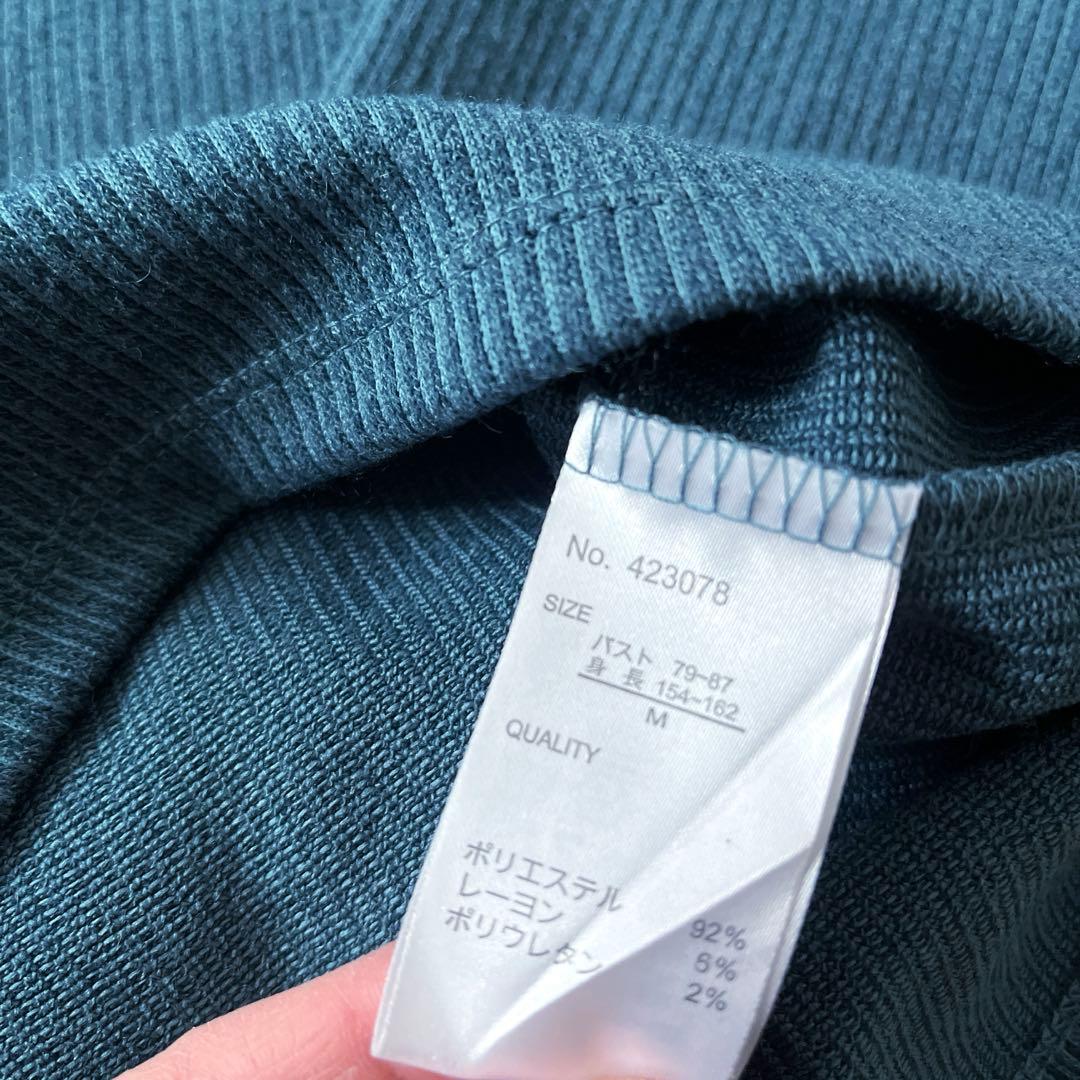 No. 423078
SIZE
バスト 79-87
身長 154-162
M
QUALITY
ポリエステル 92%
レーヨン 6%
ポリウレタン 2%